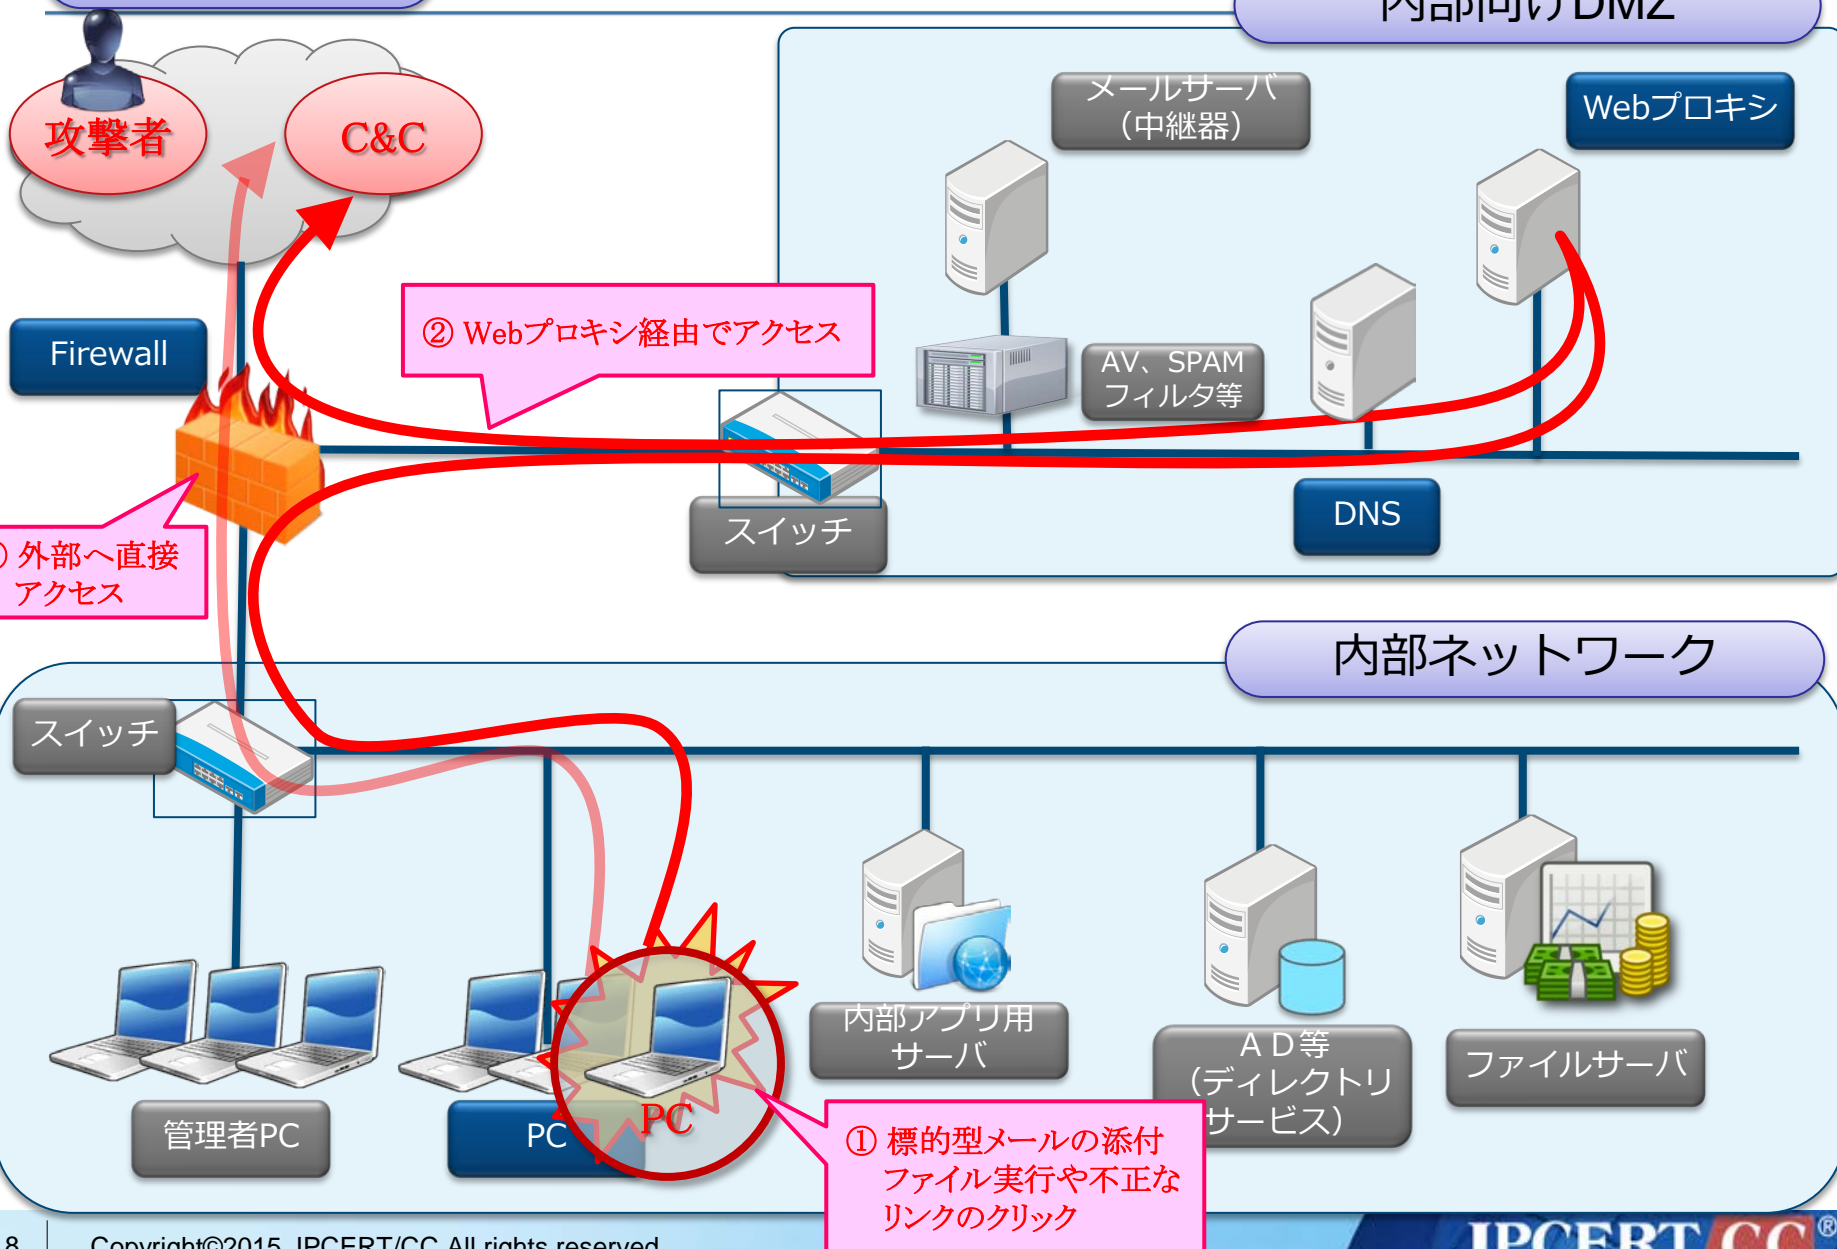 内部向けDMZ
攻撃者
C&C
メールサーバ
（中継器）
Webプロキシ
Firewall
② Webプロキシ経由でアクセス
AV、SPAM
フィルタ等
スイッチ
DNS
外部へ直接
アクセス
内部ネットワーク
スイッチ
管理者PC
PC
PC
内部アプリ用
サーバ
ＡＤ等
（ディレクトリ
サービス）
ファイルサーバ
① 標的型メールの添付
ファイル実行や不正な
リンクのクリック
8
Copyright©2015 JPCERT/CC All rights reserved
JPCERT CC®